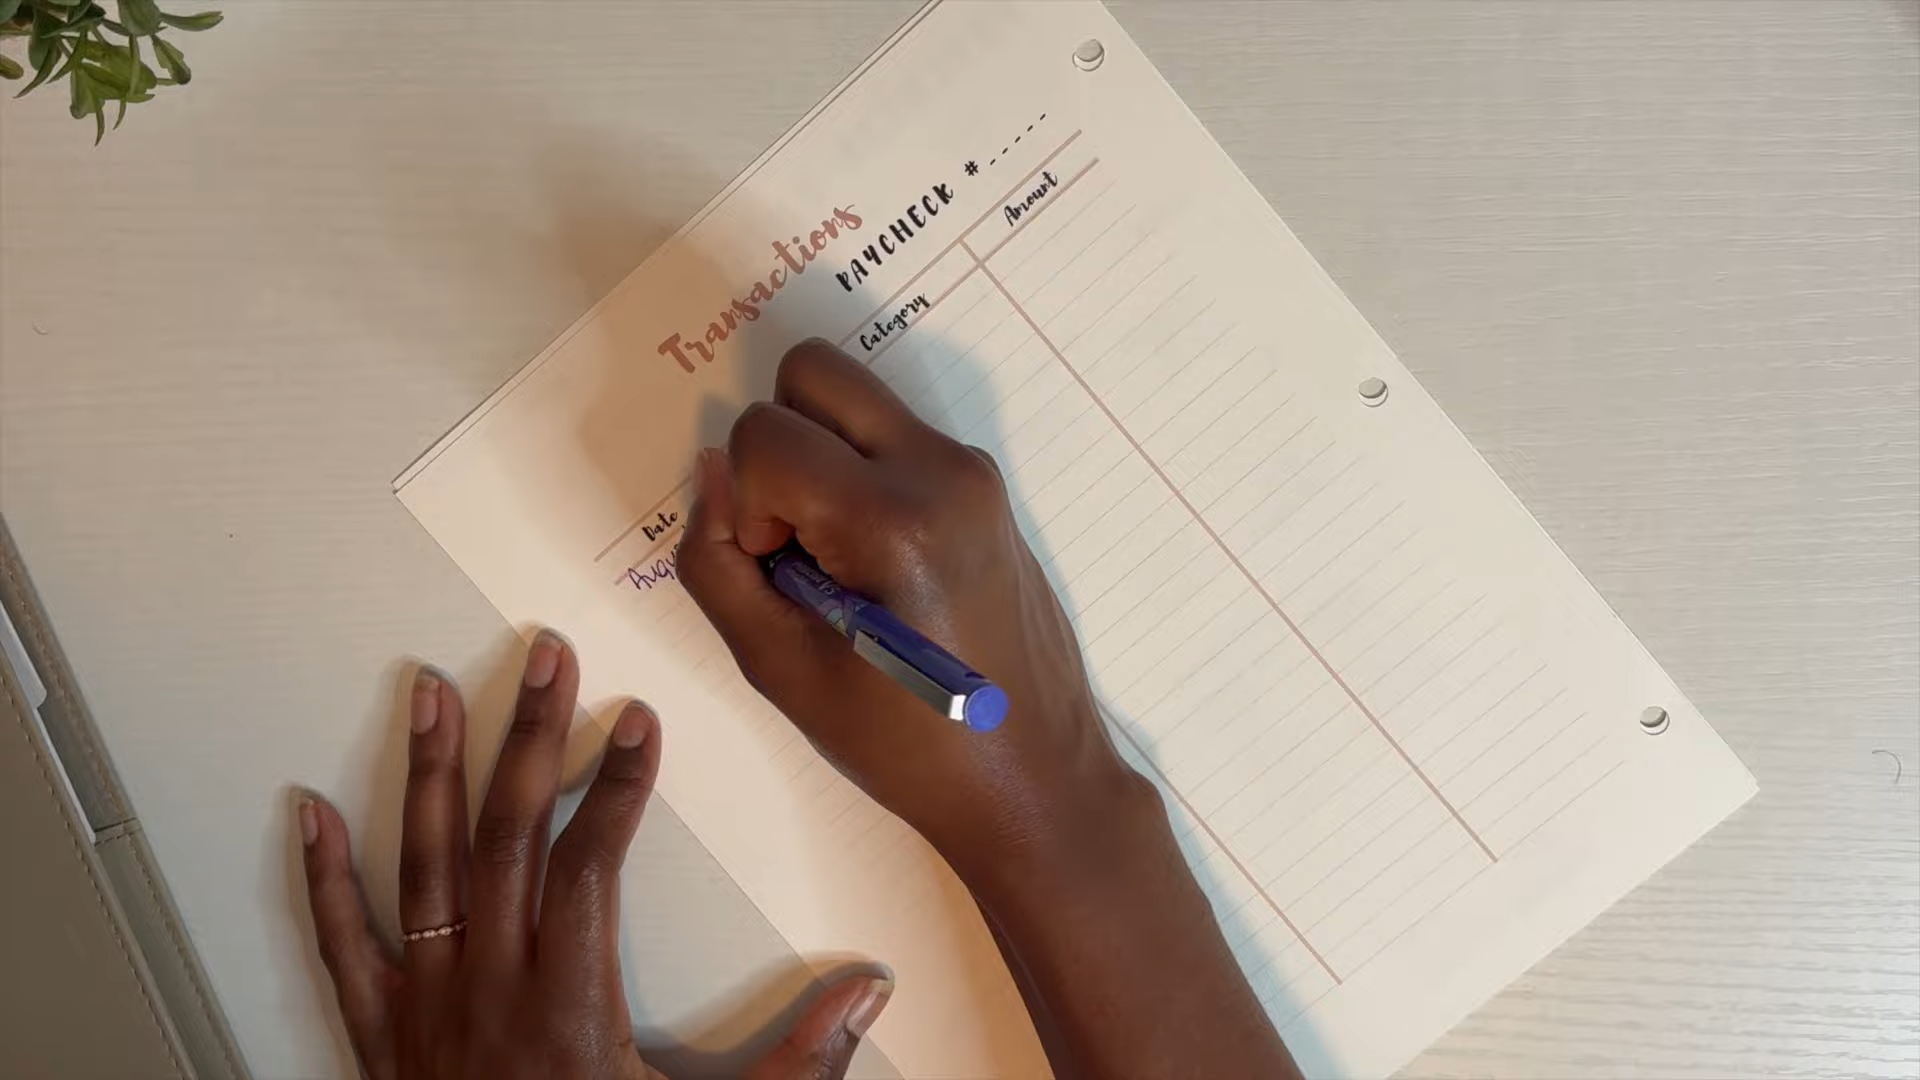 Transactions
PAYCHECK # -----
Date Category Amount